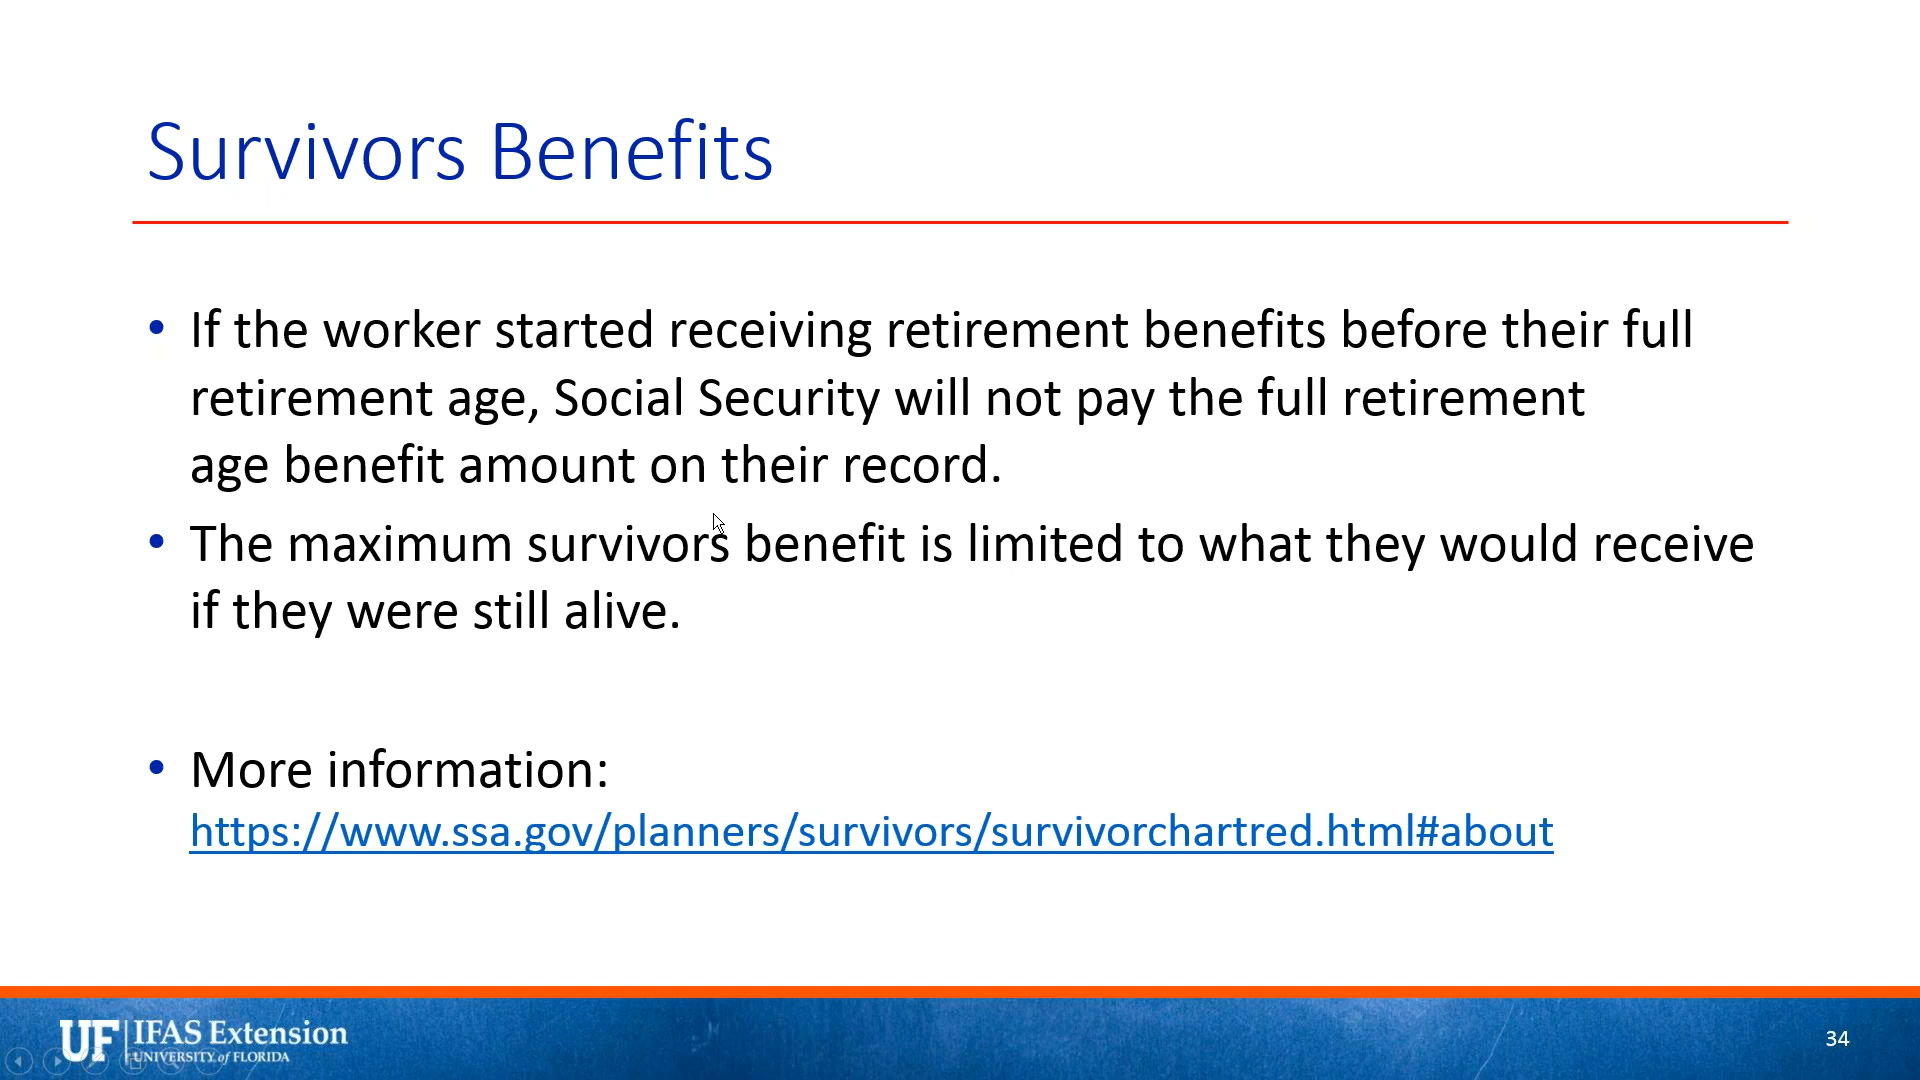 Survivors Benefits
• If the worker started receiving retirement benefits before their full
retirement age, Social Security will not pay the full retirement
age benefit amount on their record.
• The maximum survivors benefit is limited to what they would receive
if they were still alive.
• More information:
https://www.ssa.gov/planners/survivors/survivorchartred.html#about
UF IFAS Extension
UNIVERSITY of FLORIDA
34